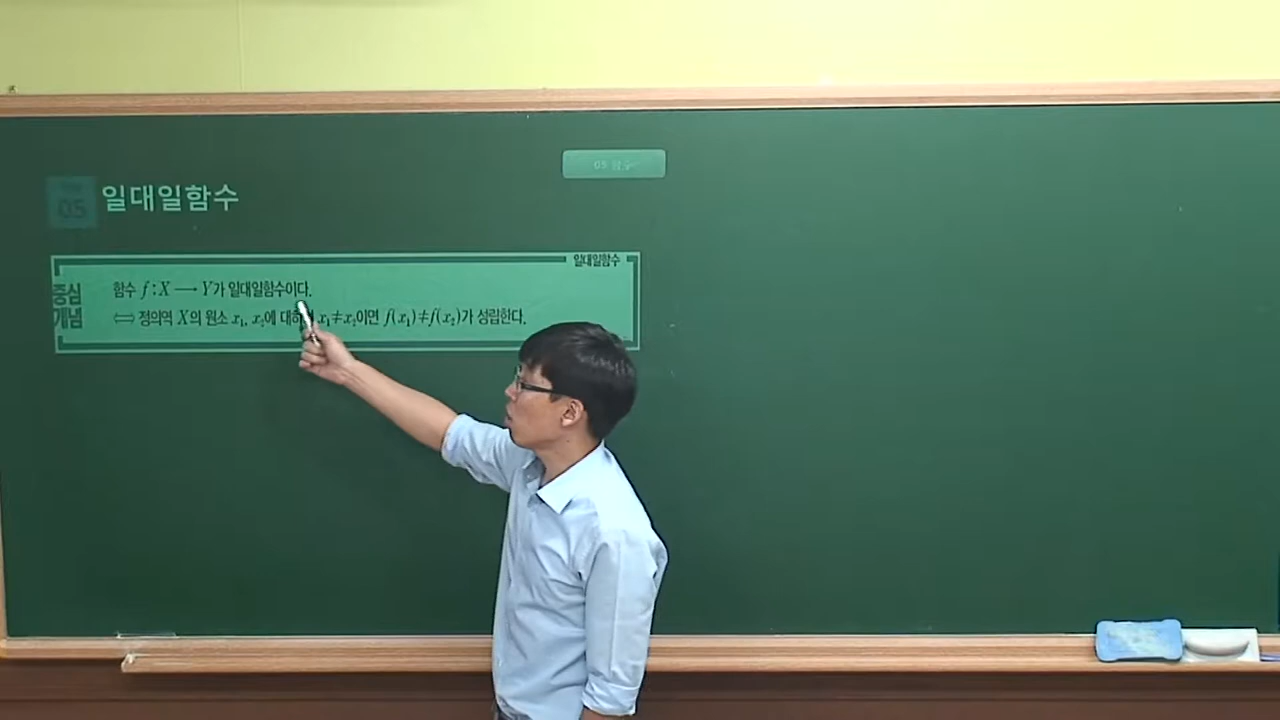 05 함수
05
일대일함수
일대일함수
중심
개념
함수 f : X ⟶ Y가 일대일함수이다.
⟺ 정의역 X의 원소 x₁, x₂에 대하여 x₁≠x₂이면 f(x₁)≠f(x₂)가 성립한다.